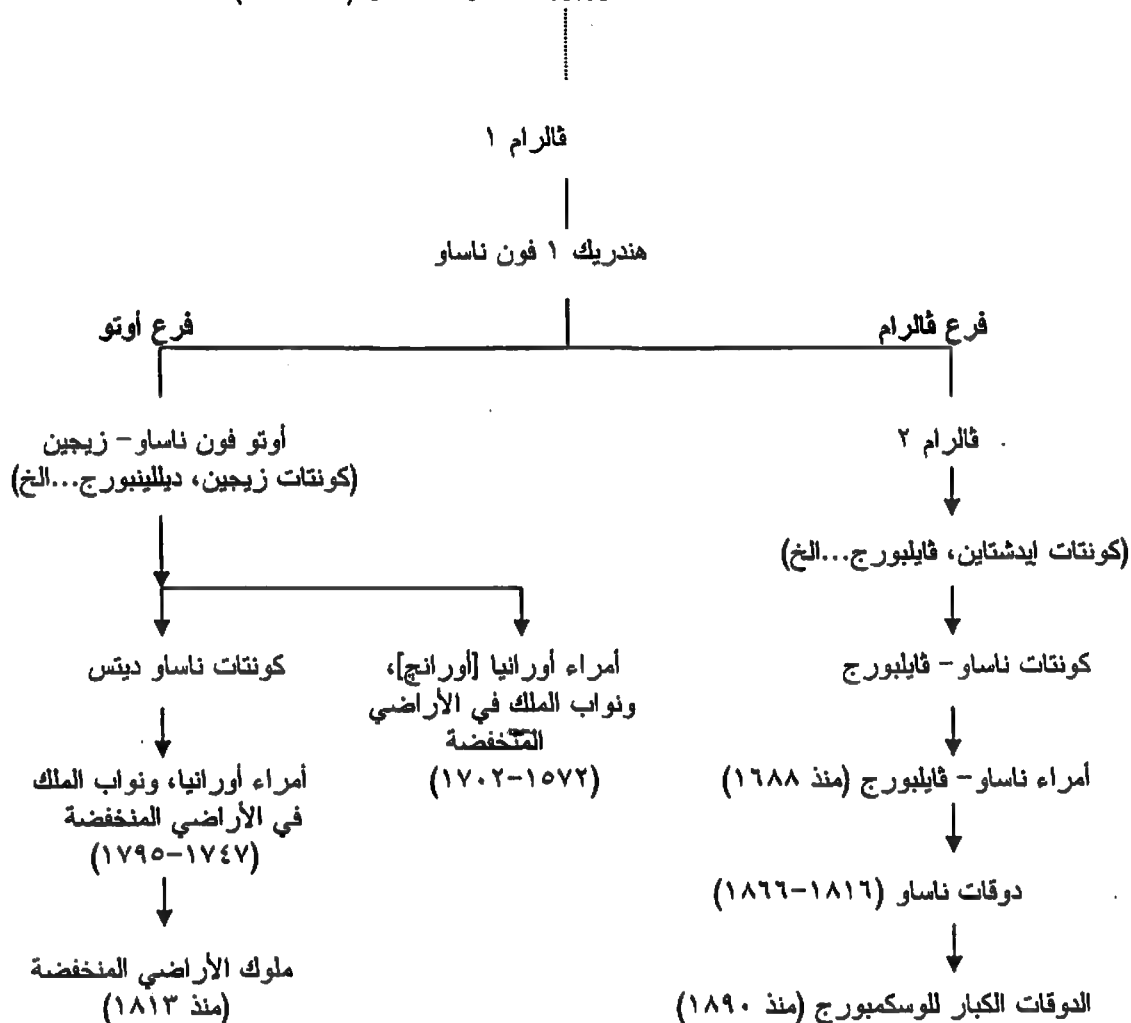 ڤالرام ١
هندريك ١ فون ناساو
فرع ڤالرام
فرع أوتو
ڤالرام ٢
(كونتات ايدشتاين، ڤايلبورج...الخ)
كونتات ناساو- ڤايلبورج
أمراء ناساو- ڤايلبورج (منذ ١٦٨٨)
دوقات ناساو (١٨١٦-١٨٦٦)
الدوقات الكبار للوسكمبورج (منذ ١٨٩٠)
أوتو فون ناساو- زيجين
(كونتات زيجين، ديللينبورج...الخ)
أمراء أورانيا [أورانچ]،
ونواب الملك في الأراضي
المنخفضة
(١٥٧٢-١٧٠٢)
كونتات ناساو ديتس
أمراء أورانيا، ونواب الملك
في الأراضي المنخفضة
(١٧٤٧-١٧٩٥)
ملوك الأراضي المنخفضة
(منذ ١٨١٣)